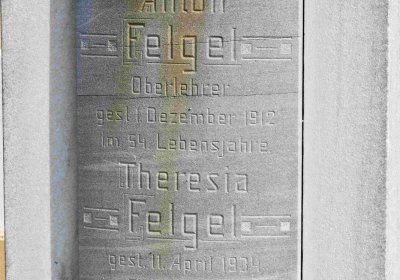 Anton
Felgel
Oberlehrer
gest. 1. Dezember 1912
im 54. Lebensjahre.
Theresia
Felgel
gest. 11. April 1934